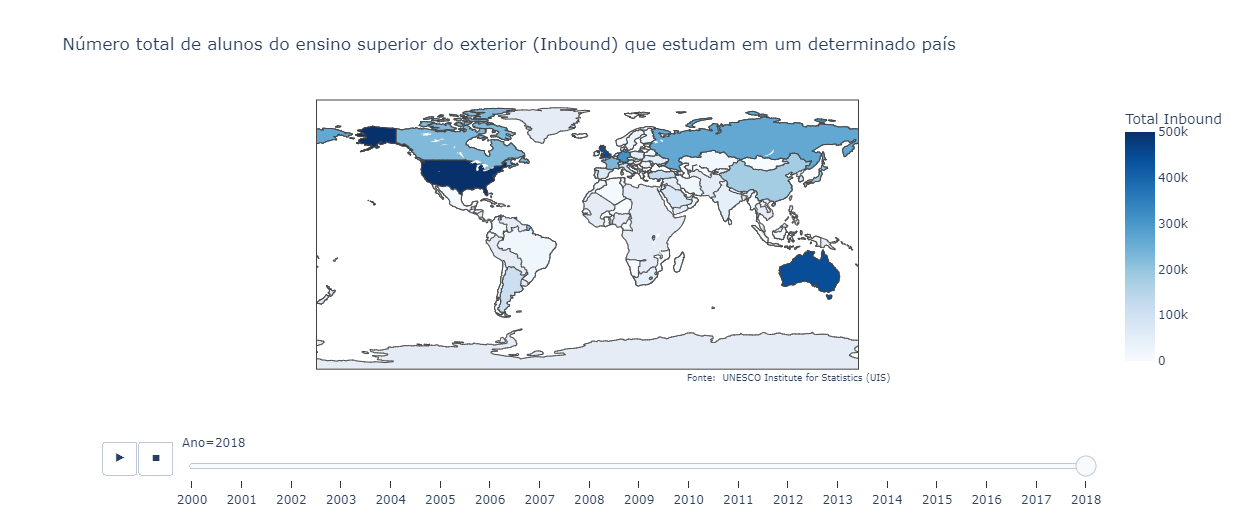 Número total de alunos do ensino superior do exterior (Inbound) que estudam em um determinado país
Total Inbound
500k
400k
300k
200k
100k
0
Fonte:  UNESCO Institute for Statistics (UIS)
Ano=2018
2000 2001 2002 2003 2004 2005 2006 2007 2008 2009 2010 2011 2012 2013 2014 2015 2016 2017 2018